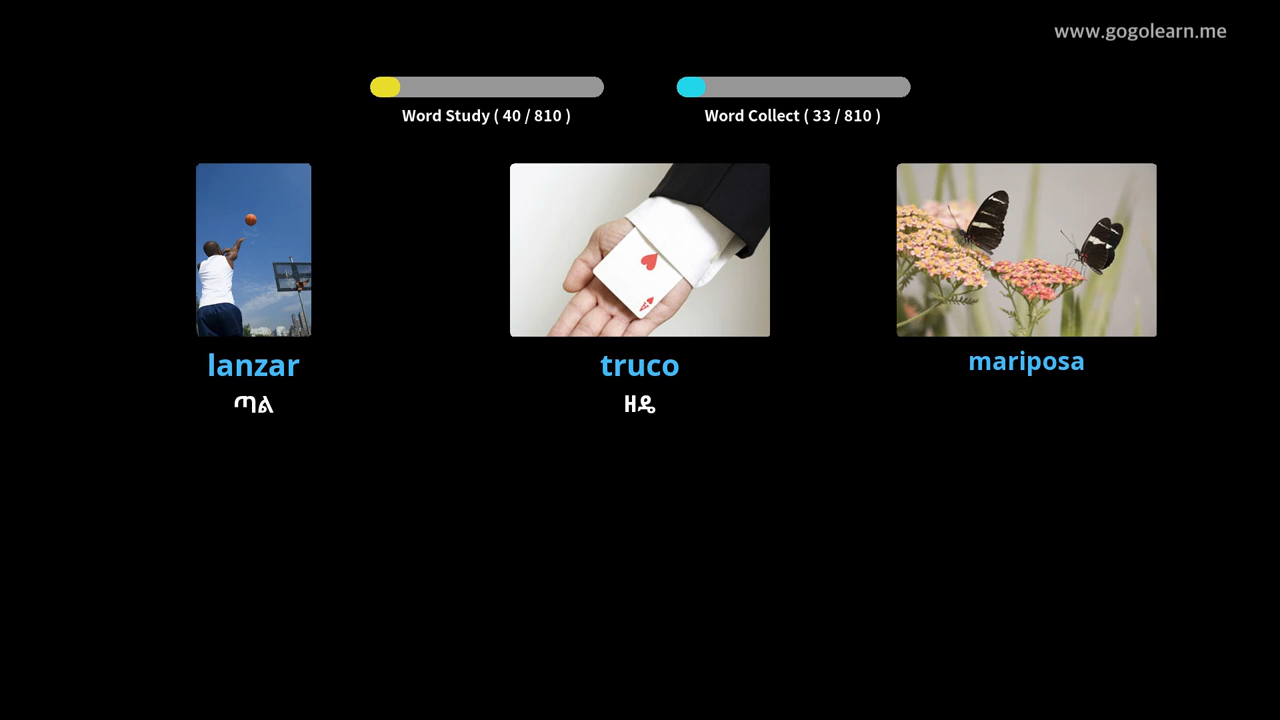 www.gogolearn.me
Word Study ( 40 / 810 )
Word Collect ( 33 / 810 )
lanzar
truco
mariposa
ጣል
ዘዴ